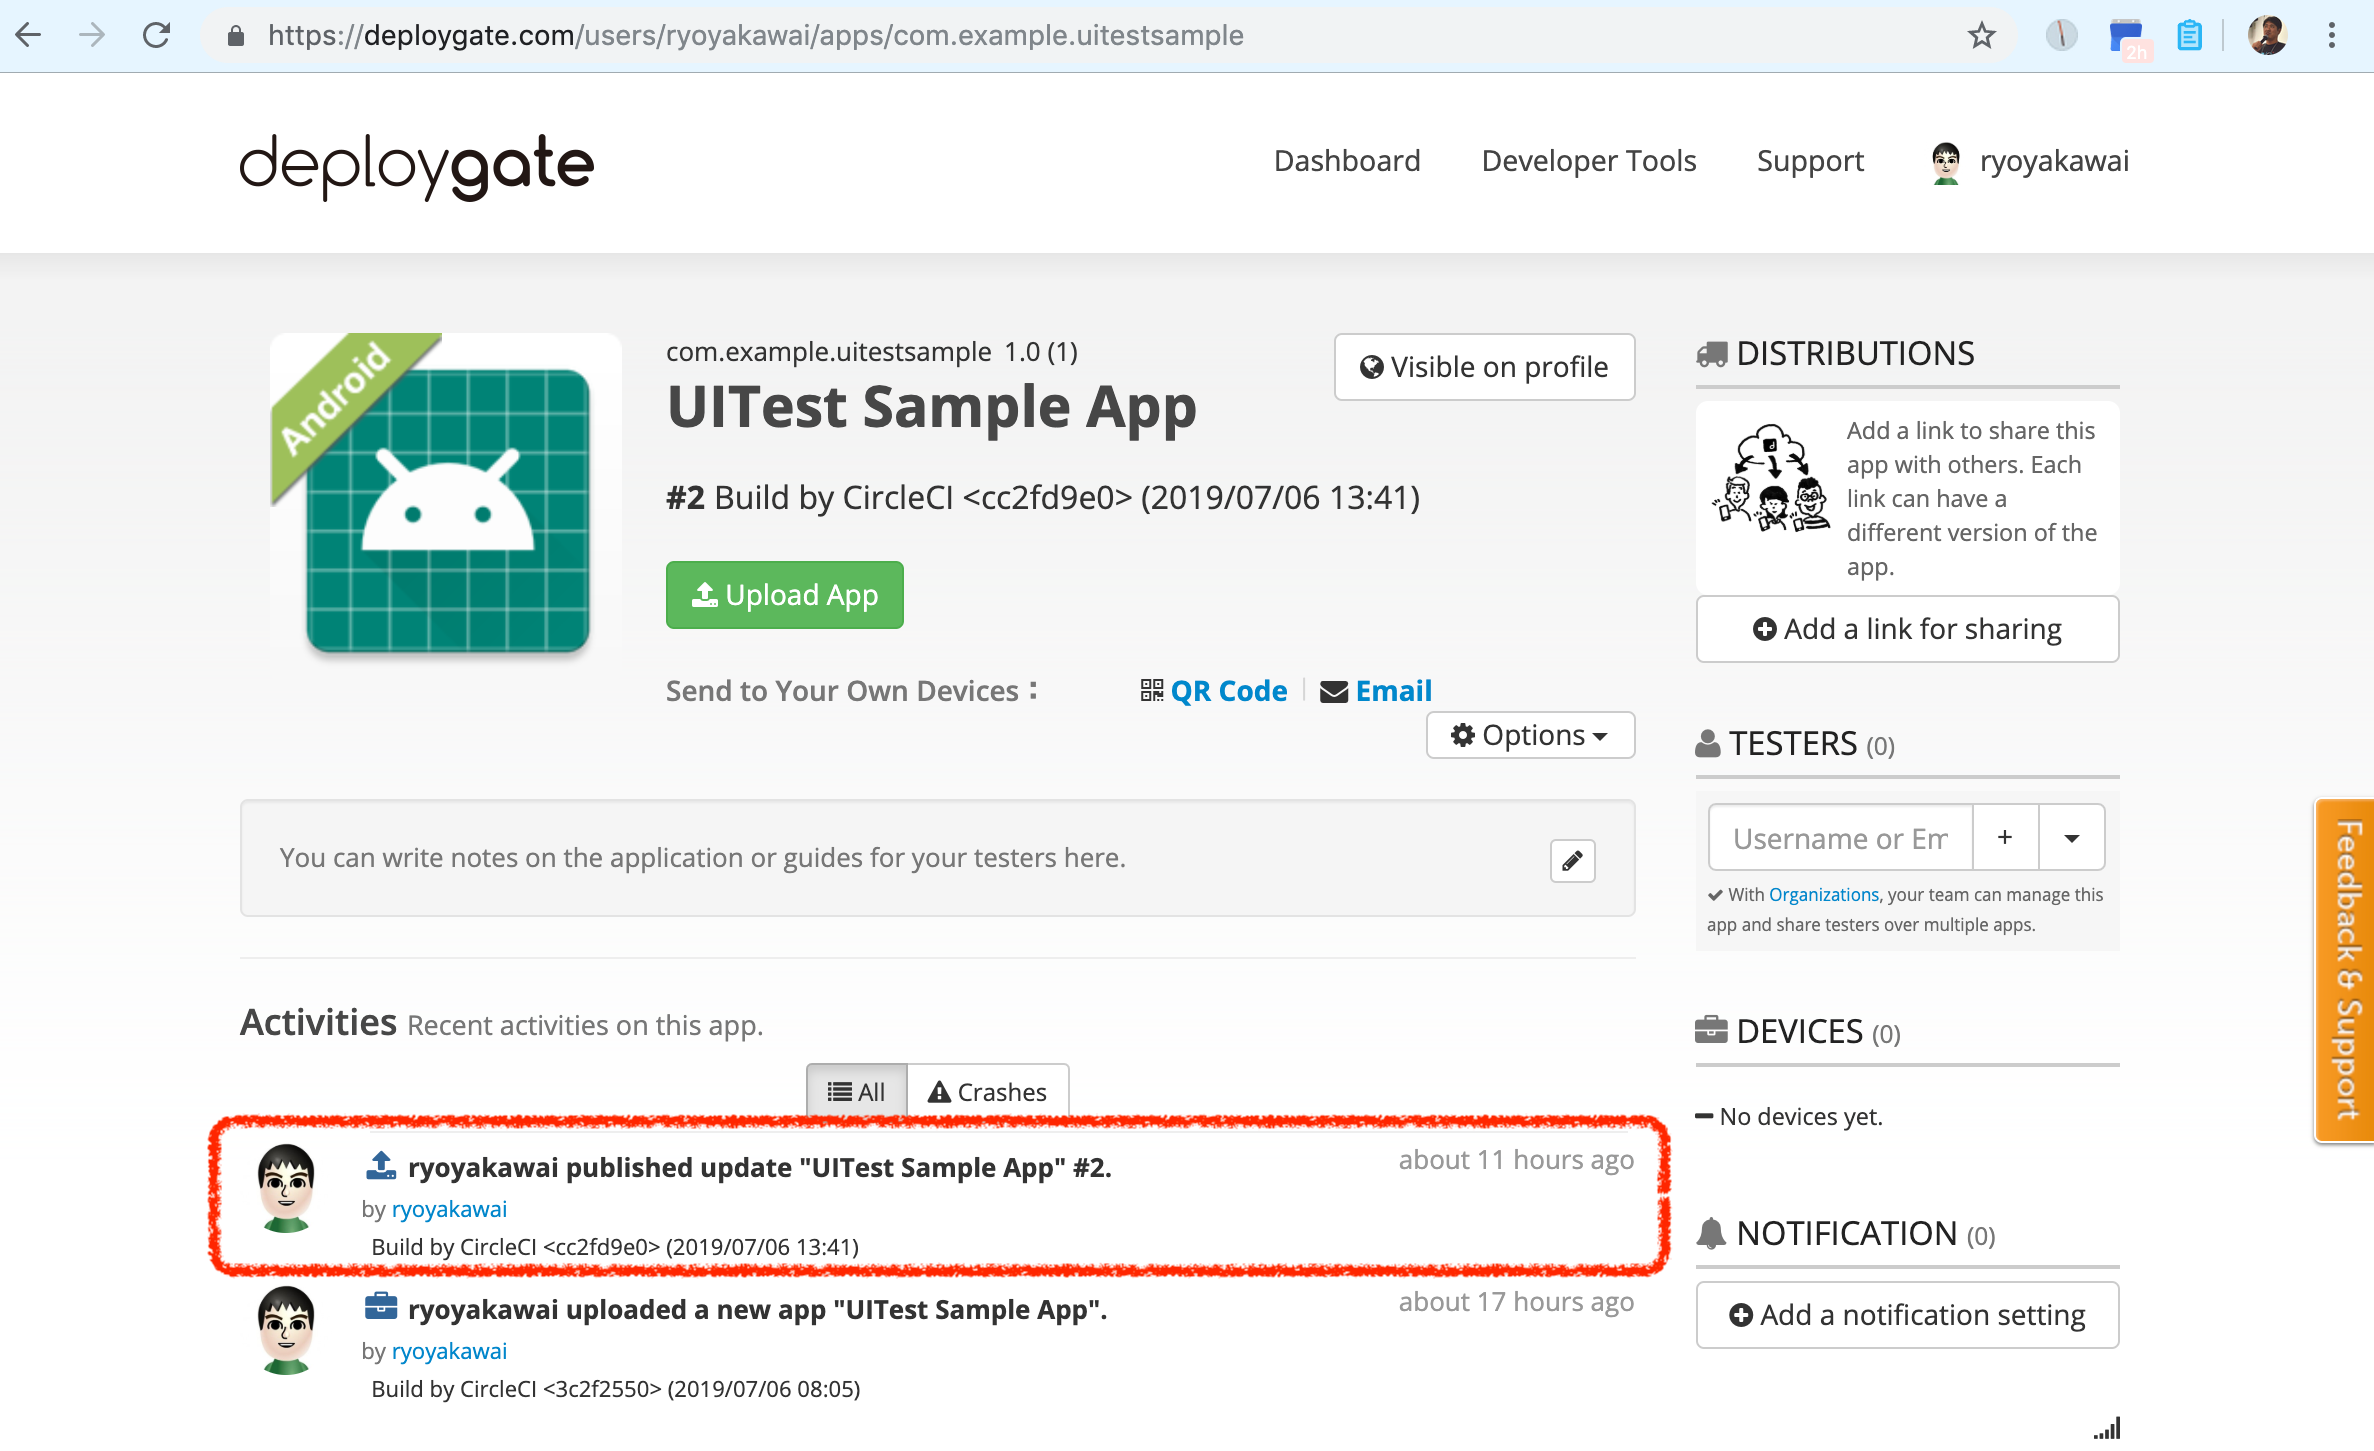 https://deploygate.com/users/ryoyakawai/apps/com.example.uitestsample
2h
deploygate
Dashboard
Developer Tools
Support
ryoyakawai
Android
com.example.uitestsample 1.0 (1)
UITest Sample App
Visible on profile
#2 Build by CircleCI <cc2fd9e0> (2019/07/06 13:41)
Upload App
Send to Your Own Devices：
QR Code
Email
Options
You can write notes on the application or guides for your testers here.
Activities Recent activities on this app.
All
Crashes
ryoyakawai published update "UITest Sample App" #2.
about 11 hours ago
by ryoyakawai
Build by CircleCI <cc2fd9e0> (2019/07/06 13:41)
ryoyakawai uploaded a new app "UITest Sample App".
about 17 hours ago
by ryoyakawai
Build by CircleCI <3c2f2550> (2019/07/06 08:05)
DISTRIBUTIONS
Add a link to share this
app with others. Each
link can have a
different version of the
app.
Add a link for sharing
TESTERS (0)
Username or Em
+
With Organizations, your team can manage this
app and share testers over multiple apps.
DEVICES (0)
No devices yet.
NOTIFICATION (0)
Add a notification setting
Feedback & Support